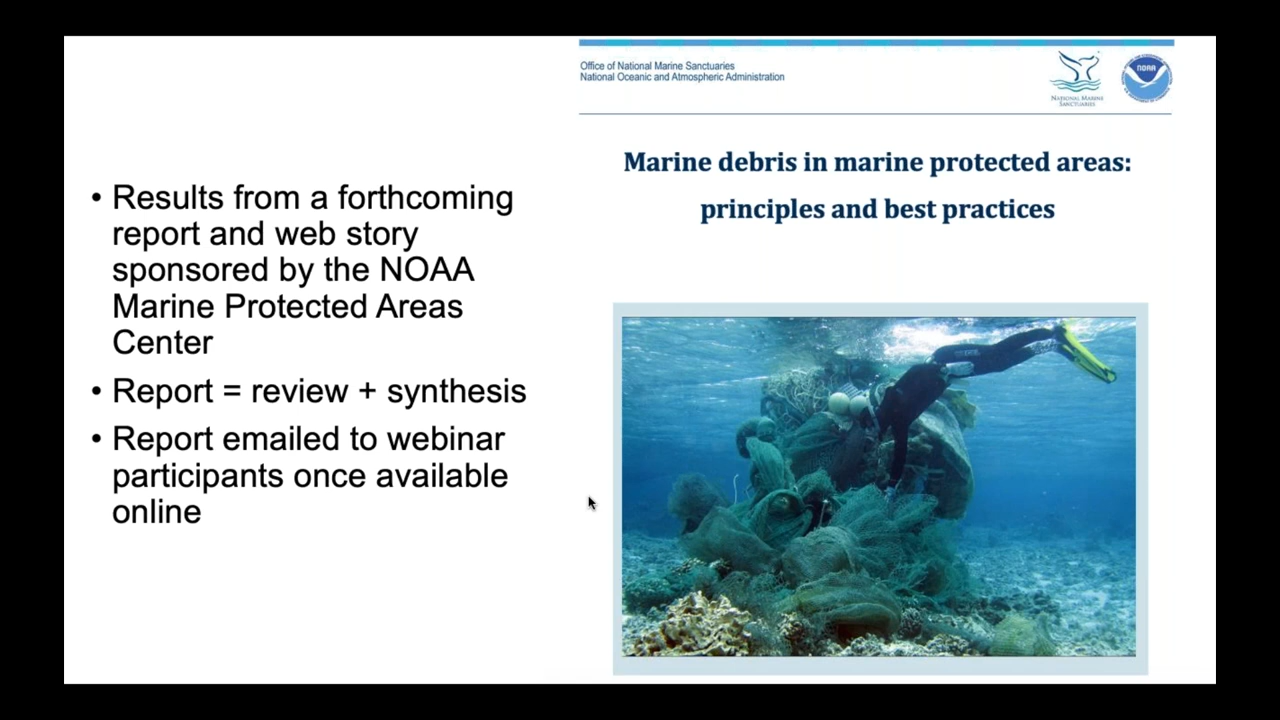 • Results from a forthcoming
report and web story
sponsored by the NOAA
Marine Protected Areas
Center
• Report = review + synthesis
• Report emailed to webinar
participants once available
online
Office of National Marine Sanctuaries
National Oceanic and Atmospheric Administration
NATIONAL MARINE
SANCTUARIES
NOAA
Marine debris in marine protected areas:
principles and best practices